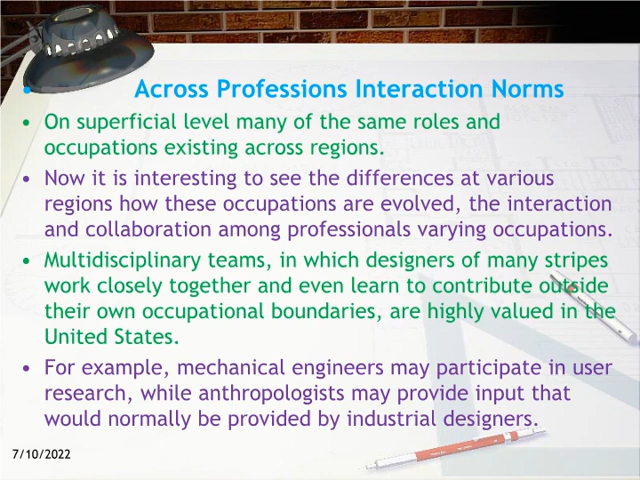 • Across Professions Interaction Norms
• On superficial level many of the same roles and
occupations existing across regions.
• Now it is interesting to see the differences at various
regions how these occupations are evolved, the interaction
and collaboration among professionals varying occupations.
• Multidisciplinary teams, in which designers of many stripes
work closely together and even learn to contribute outside
their own occupational boundaries, are highly valued in the
United States.
• For example, mechanical engineers may participate in user
research, while anthropologists may provide input that
would normally be provided by industrial designers.
7/10/2022